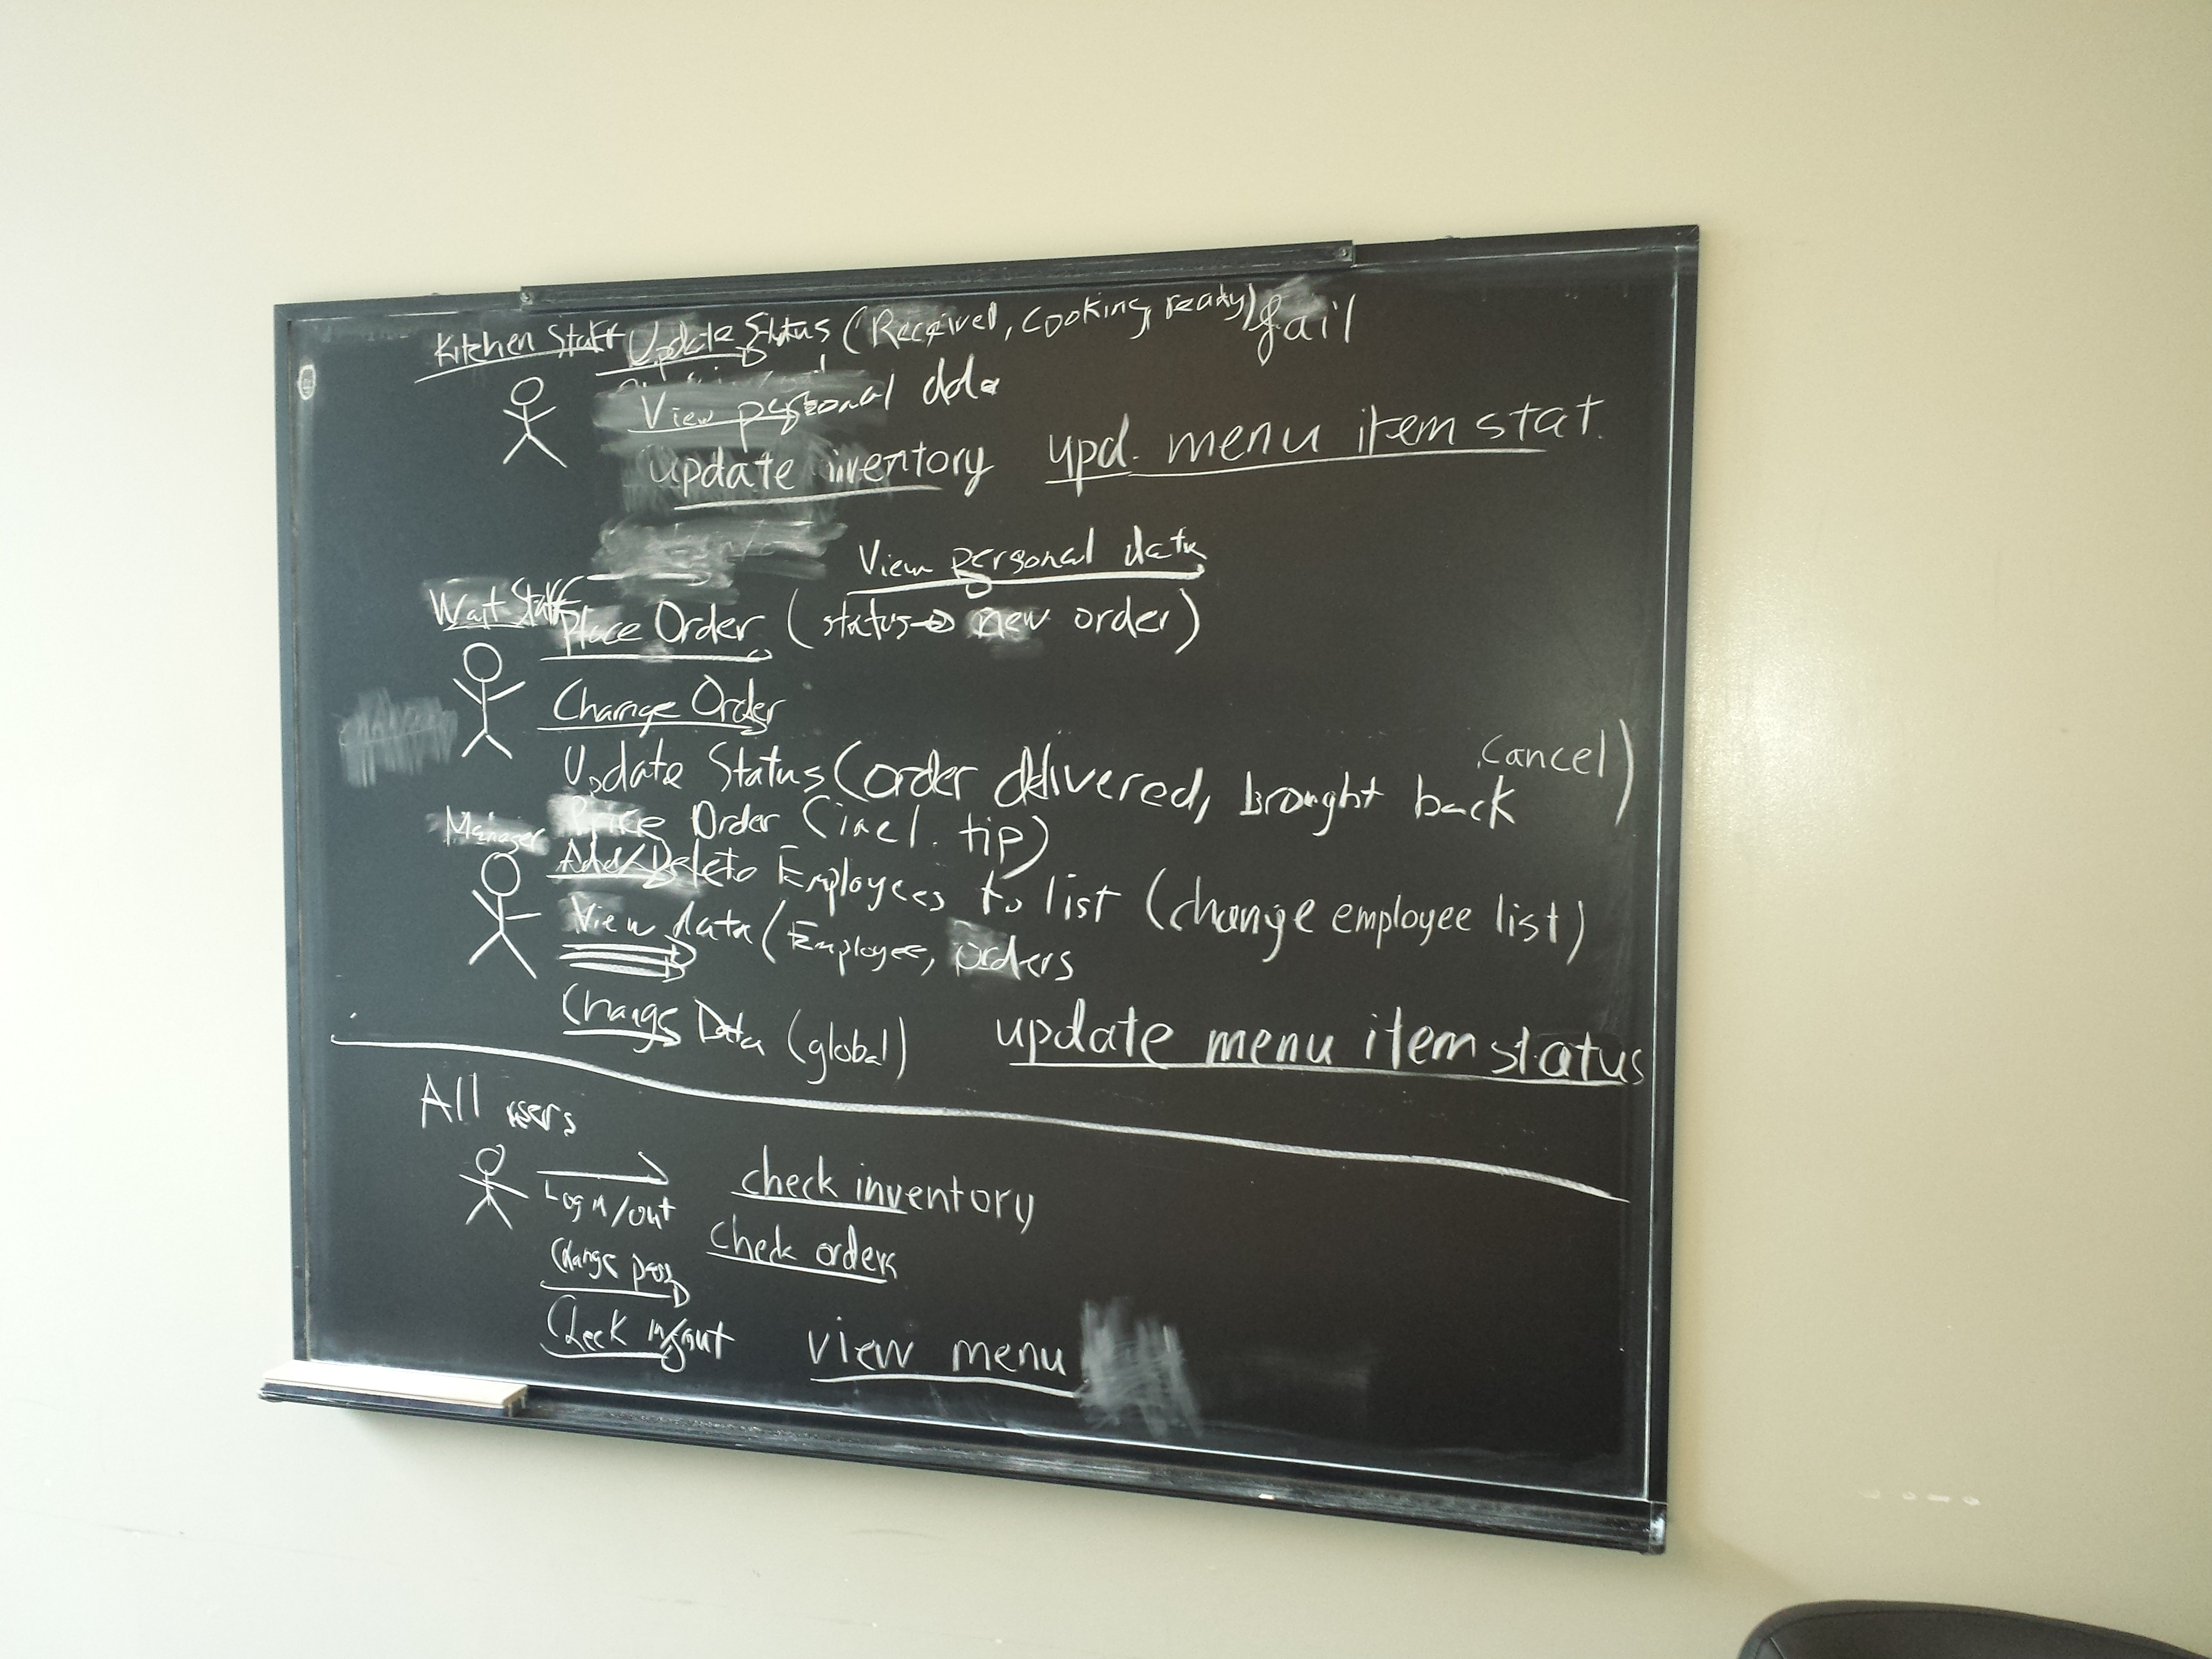 Kitchen Staff Update Status (Received, cooking, ready) fail
View personal data
update inventory upd. menu item stat.
View personal data
Wait Staff
Place Order (status→ new order)
Change Order
cancel)
Update Status (order delivered, brought back
Price Order (incl. tip)
Manager
Add/Delete Employees to list (change employee list)
View data (Employee, orders
Change Data (global) update menu item status
All users
Log in/out check inventory
Change pass check orders
Check in/out view menu